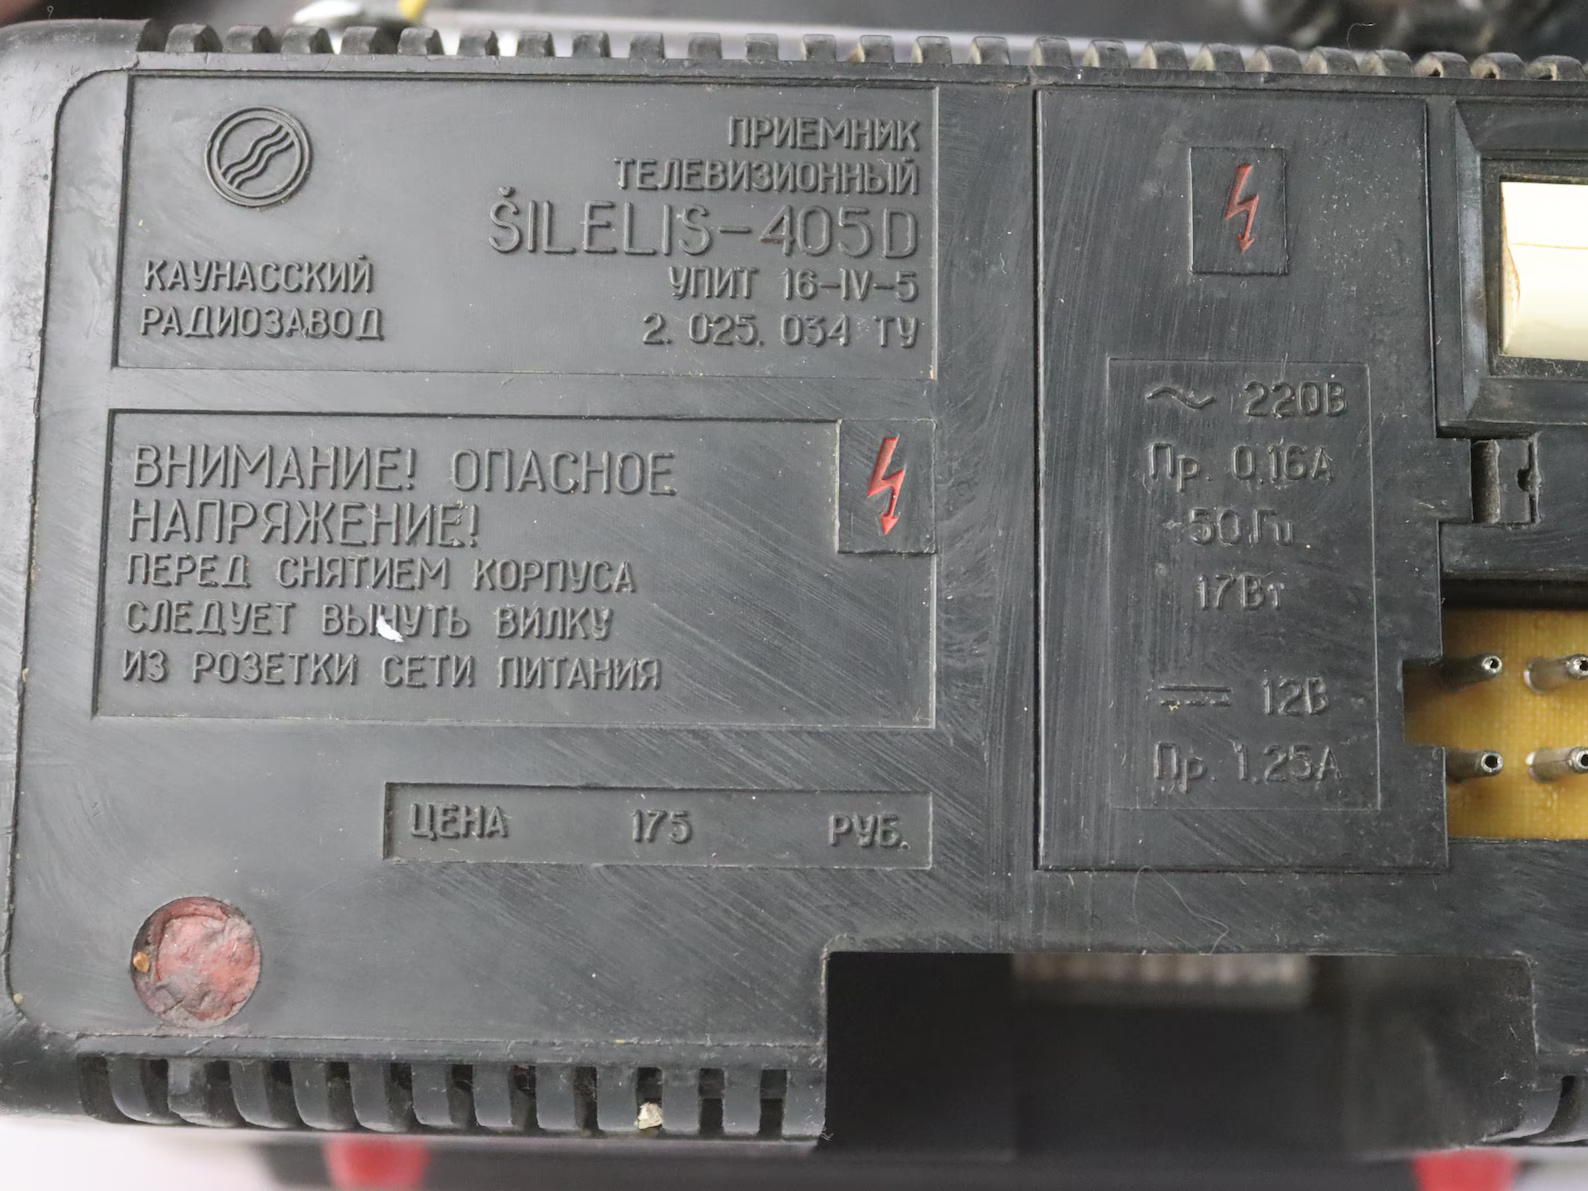 ПРИЕМНИК
ТЕЛЕВИЗИОННЫЙ
ŠILELIS-405D
УПИТ 16-IV-5
2. 025. 034 ТУ
КАУНАССКИЙ
РАДИОЗАВОД
ВНИМАНИЕ! ОПАСНОЕ
НАПРЯЖЕНИЕ!
ПЕРЕД СНЯТИЕМ КОРПУСА
СЛЕДУЕТ ВЫНУТЬ ВИЛКУ
ИЗ РОЗЕТКИ СЕТИ ПИТАНИЯ
ЦЕНА 175 РУБ.
~ 220В
Пр. 0.16А
50 Гц
17Вт
12В
Пр. 1.25А